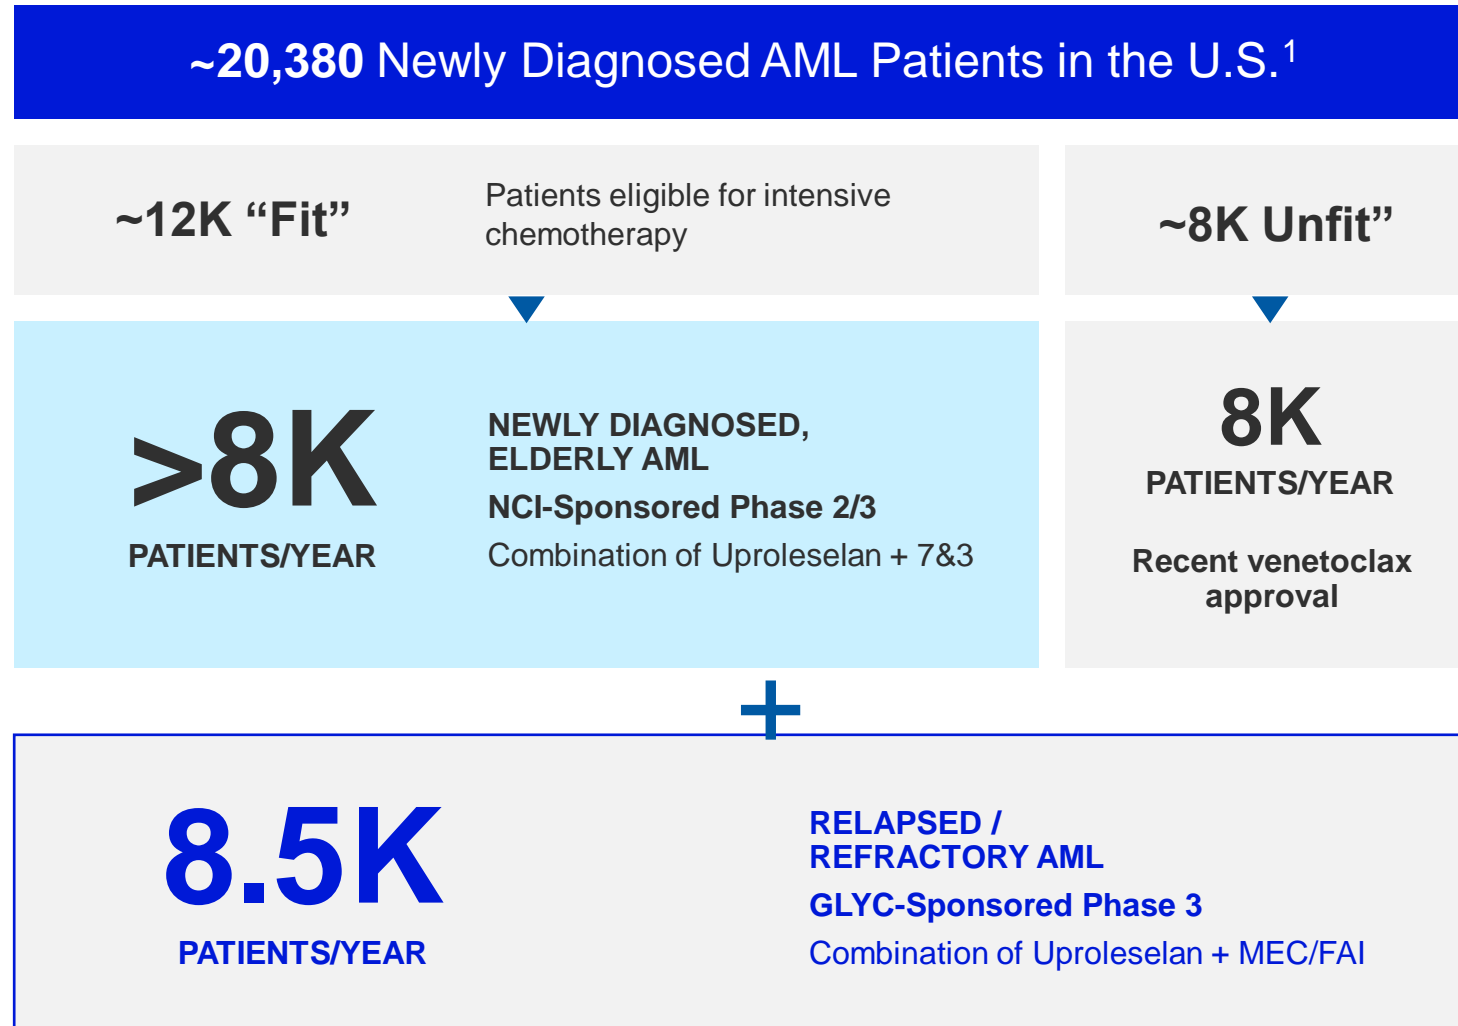 ~20,380 Newly Diagnosed AML Patients in the U.S.1
~12K “Fit”
Patients eligible for intensive
chemotherapy
~8K Unfit”
>8K
PATIENTS/YEAR
NEWLY DIAGNOSED,
ELDERLY AML
NCI-Sponsored Phase 2/3
Combination of Uproleselan + 7&3
8K
PATIENTS/YEAR
Recent venetoclax
approval
+
8.5K
PATIENTS/YEAR
RELAPSED /
REFRACTORY AML
GLYC-Sponsored Phase 3
Combination of Uproleselan + MEC/FAI